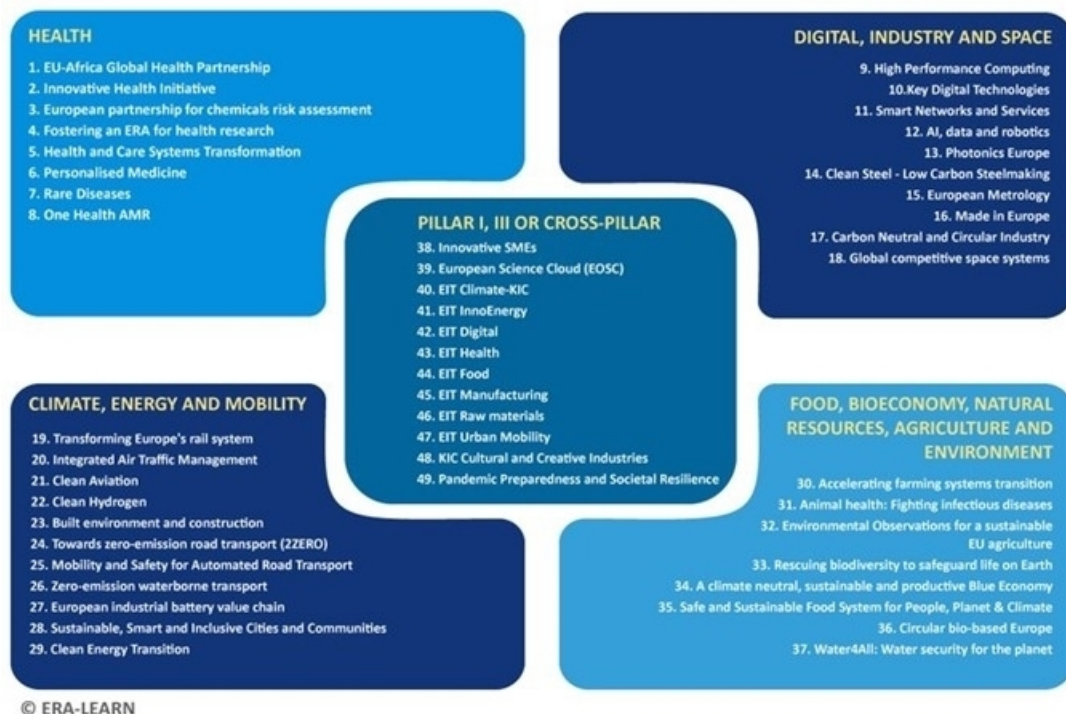 HEALTH
1. EU-Africa Global Health Partnership
2. Innovative Health Initiative
3. European partnership for chemicals risk assessment
4. Fostering an ERA for health research
5. Health and Care Systems Transformation
6. Personalised Medicine
7. Rare Diseases
8. One Health AMR
DIGITAL, INDUSTRY AND SPACE
9. High Performance Computing
10.Key Digital Technologies
11. Smart Networks and Services
12. AI, data and robotics
13. Photonics Europe
14. Clean Steel - Low Carbon Steelmaking
15. European Metrology
16. Made in Europe
17. Carbon Neutral and Circular Industry
18. Global competitive space systems
PILLAR I, III OR CROSS-PILLAR
38. Innovative SMEs
39. European Science Cloud (EOSC)
40. EIT Climate-KIC
41. EIT InnoEnergy
42. EIT Digital
43. EIT Health
44. EIT Food
45. EIT Manufacturing
46. EIT Raw materials
47. EIT Urban Mobility
48. KIC Cultural and Creative Industries
49. Pandemic Preparedness and Societal Resilience
CLIMATE, ENERGY AND MOBILITY
19. Transforming Europe's rail system
20. Integrated Air Traffic Management
21. Clean Aviation
22. Clean Hydrogen
23. Built environment and construction
24. Towards zero-emission road transport (2ZERO)
25. Mobility and Safety for Automated Road Transport
26. Zero-emission waterborne transport
27. European industrial battery value chain
28. Sustainable, Smart and Inclusive Cities and Communities
29. Clean Energy Transition
FOOD, BIOECONOMY, NATURAL
RESOURCES, AGRICULTURE AND
ENVIRONMENT
30. Accelerating farming systems transition
31. Animal health: Fighting infectious diseases
32. Environmental Observations for a sustainable
EU agriculture
33. Rescuing biodiversity to safeguard life on Earth
34. A climate neutral, sustainable and productive Blue Economy
35. Safe and Sustainable Food System for People, Planet & Climate
36. Circular bio-based Europe
37. Water4All: Water security for the planet
© ERA-LEARN